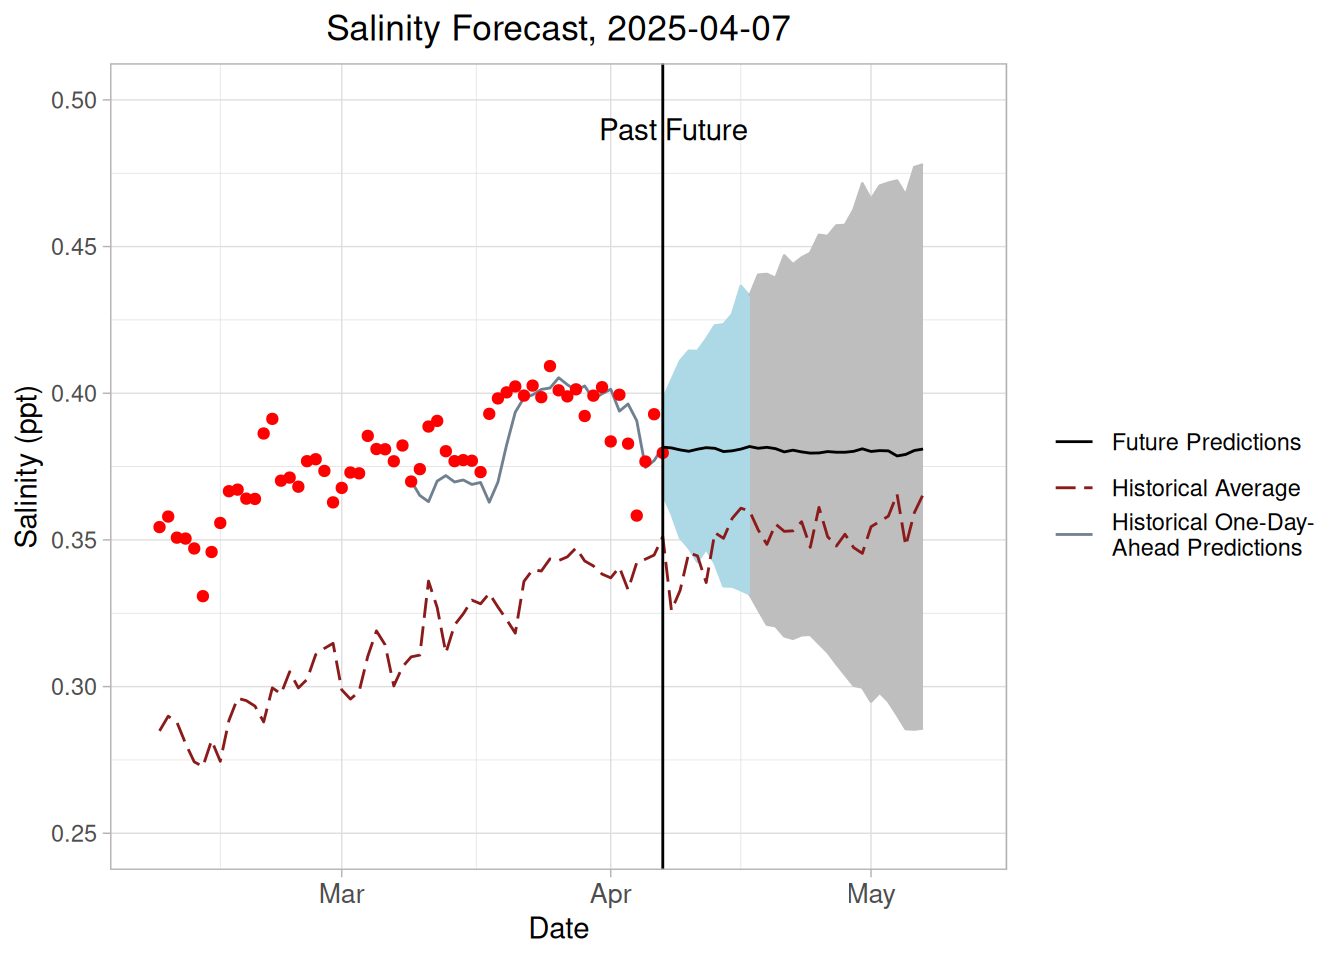 Salinity Forecast, 2025-04-07
0.50
Past Future
0.45
0.40
0.35
0.30
0.25
Salinity (ppt)
Mar Apr May
Date
Future Predictions
Historical Average
Historical One-Day-
Ahead Predictions